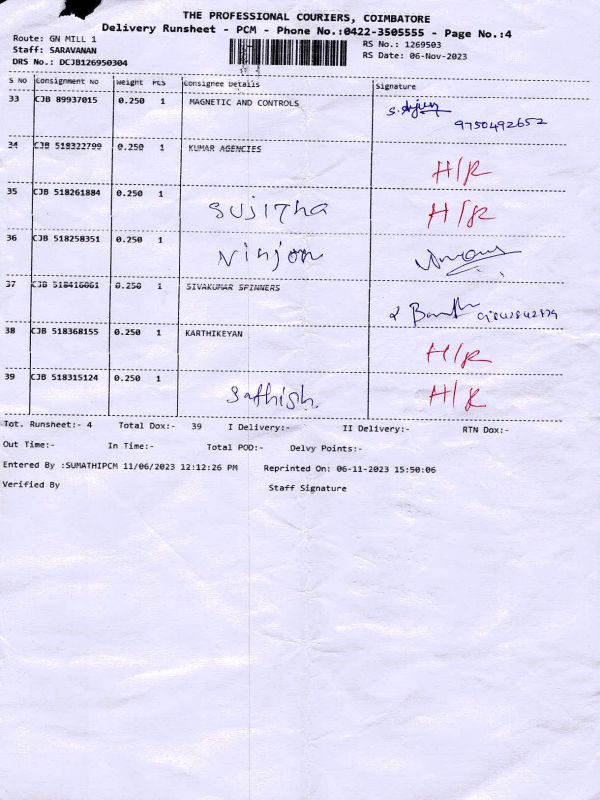 THE PROFESSIONAL COURIERS, COIMBATORE
Delivery Runsheet - PCM - Phone No.:0422-3505555 - Page No.:4
Route: GN MILL 1
RS No.: 1269503
Staff: SARAVANAN
RS Date: 06-Nov-2023
DRS No.: DCJB126950304
S NO Consignment No Weight PCS Consignee Details Signature
33 CJB 89937015 0.250 1 MAGNETIC AND CONTROLS
9750492652
34 CJB 518322799 0.250 1 KUMAR AGENCIES
H/R
35 CJB 518261884 0.250 1 Sujitha H/R
36 CJB 518258351 0.250 1
37 CJB 518416061 0.250 1 SIVAKUMAR SPINNERS
38 CJB 518368155 0.250 1 KARTHIKEYAN
H/R
39 CJB 518315124 0.250 1 Sathish. H/R
Tot. Runsheet:- 4 Total Dox:- 39 I Delivery:- II Delivery:- RTN Dox:-
Out Time:- In Time:- Total POD:- Delvy Points:-
Entered By :SUMATHIPCM 11/06/2023 12:12:26 PM Reprinted On: 06-11-2023 15:50:06
Verified By Staff Signature